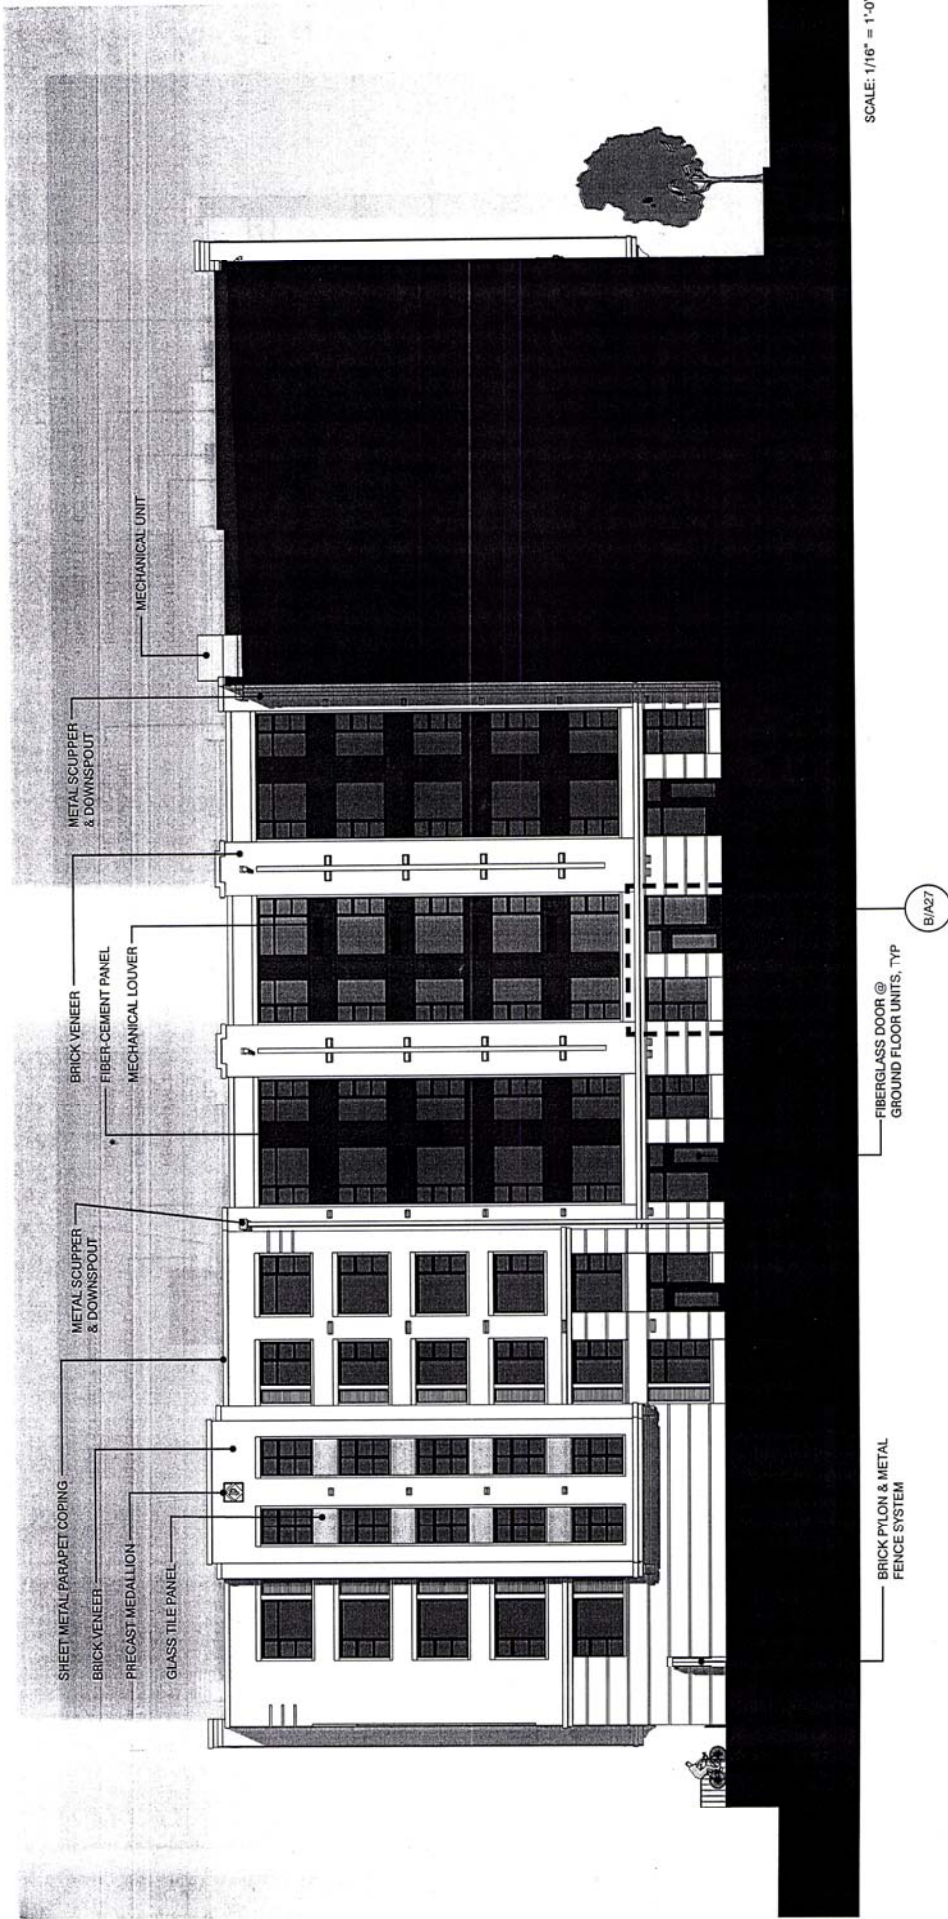 SHEET METAL PARAPET COPING
BRICK VENEER
PRECAST MEDALLION
GLASS TILE PANEL
METAL SCUPPER
& DOWNSPOUT
BRICK VENEER
FIBER-CEMENT PANEL
MECHANICAL LOUVER
METAL SCUPPER
& DOWNSPOUT
MECHANICAL UNIT
BRICK PYLON & METAL
FENCE SYSTEM
FIBERGLASS DOOR @
GROUND FLOOR UNITS, TYP
B/A27
SCALE: 1/16" = 1'-0"